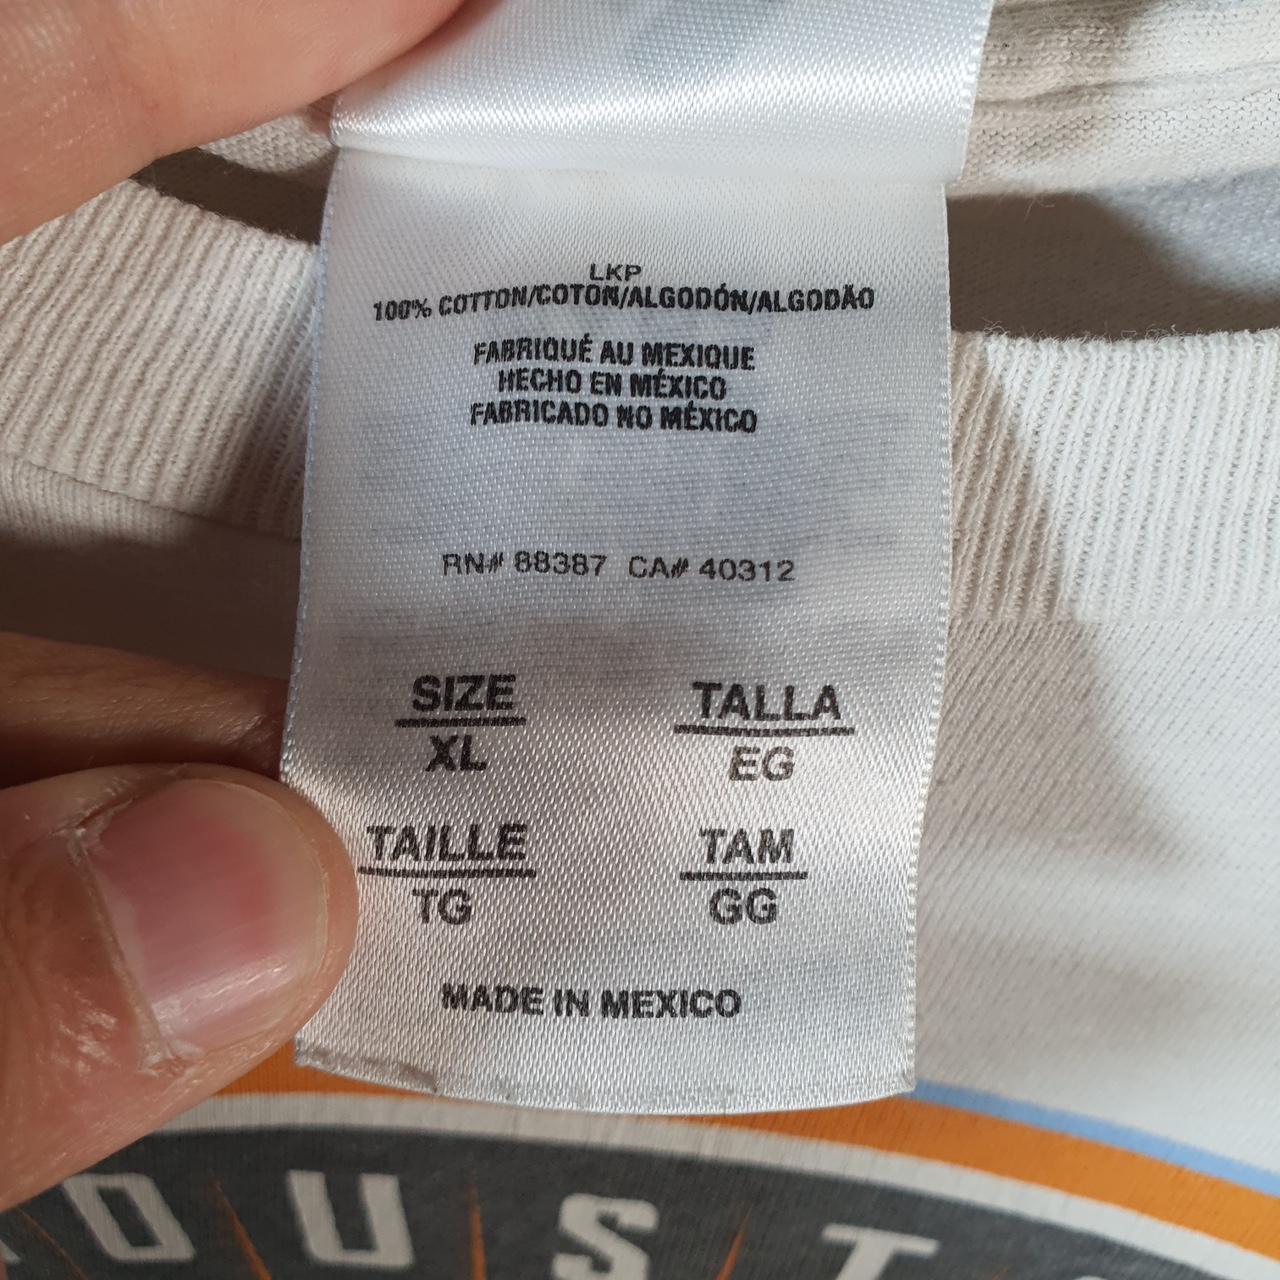 LKP
100% COTTON/COTON/ALGODÓN/ALGODÃO
FABRIQUÉ AU MEXIQUE
HECHO EN MÉXICO
FABRICADO NO MÉXICO
RN# 88387 CA# 40312
SIZE TALLA
XL EG
TAILLE TAM
TG GG
MADE IN MEXICO
OUST